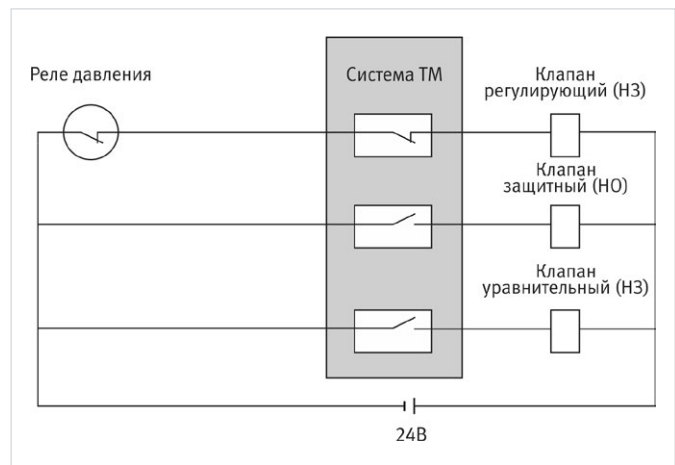 Реле давления
Система ТМ
Клапан
регулирующий (НЗ)
Клапан
защитный (НО)
Клапан
уравнительный (НЗ)
24В